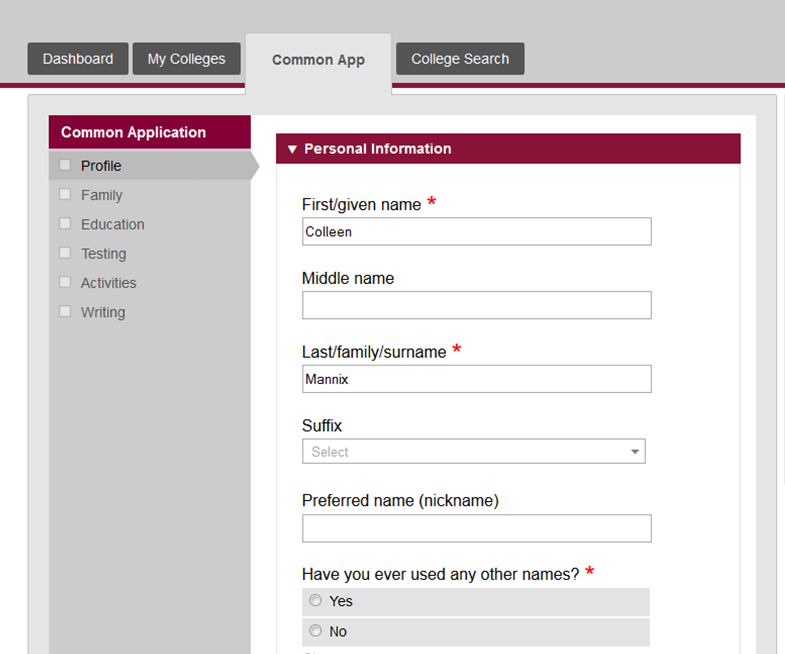 Dashboard
My Colleges
Common App
College Search
Common Application
Profile
Family
Education
Testing
Activities
Writing
▼ Personal Information
First/given name *
Colleen
Middle name
Last/family/surname *
Mannix
Suffix
Select
Preferred name (nickname)
Have you ever used any other names? *
Yes
No